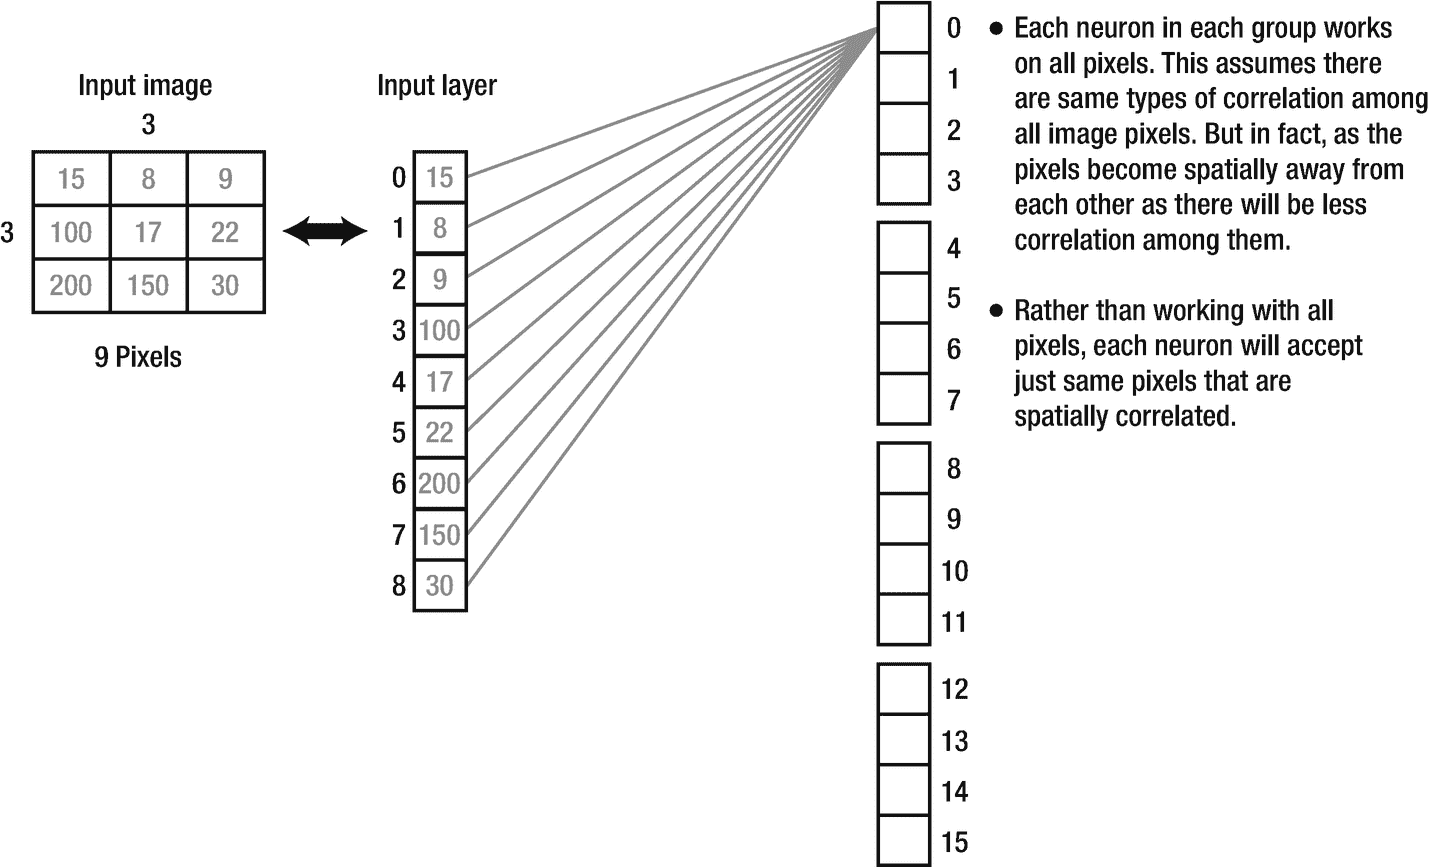 Input image
3
3
15 8 9
100 17 22
200 150 30
9 Pixels
Input layer
0 15
1 8
2 9
3 100
4 17
5 22
6 200
7 150
8 30
0
1
2
3
4
5
6
7
8
9
10
11
12
13
14
15
● Each neuron in each group works
on all pixels. This assumes there
are same types of correlation among
all image pixels. But in fact, as the
pixels become spatially away from
each other as there will be less
correlation among them.
● Rather than working with all
pixels, each neuron will accept
just same pixels that are
spatially correlated.